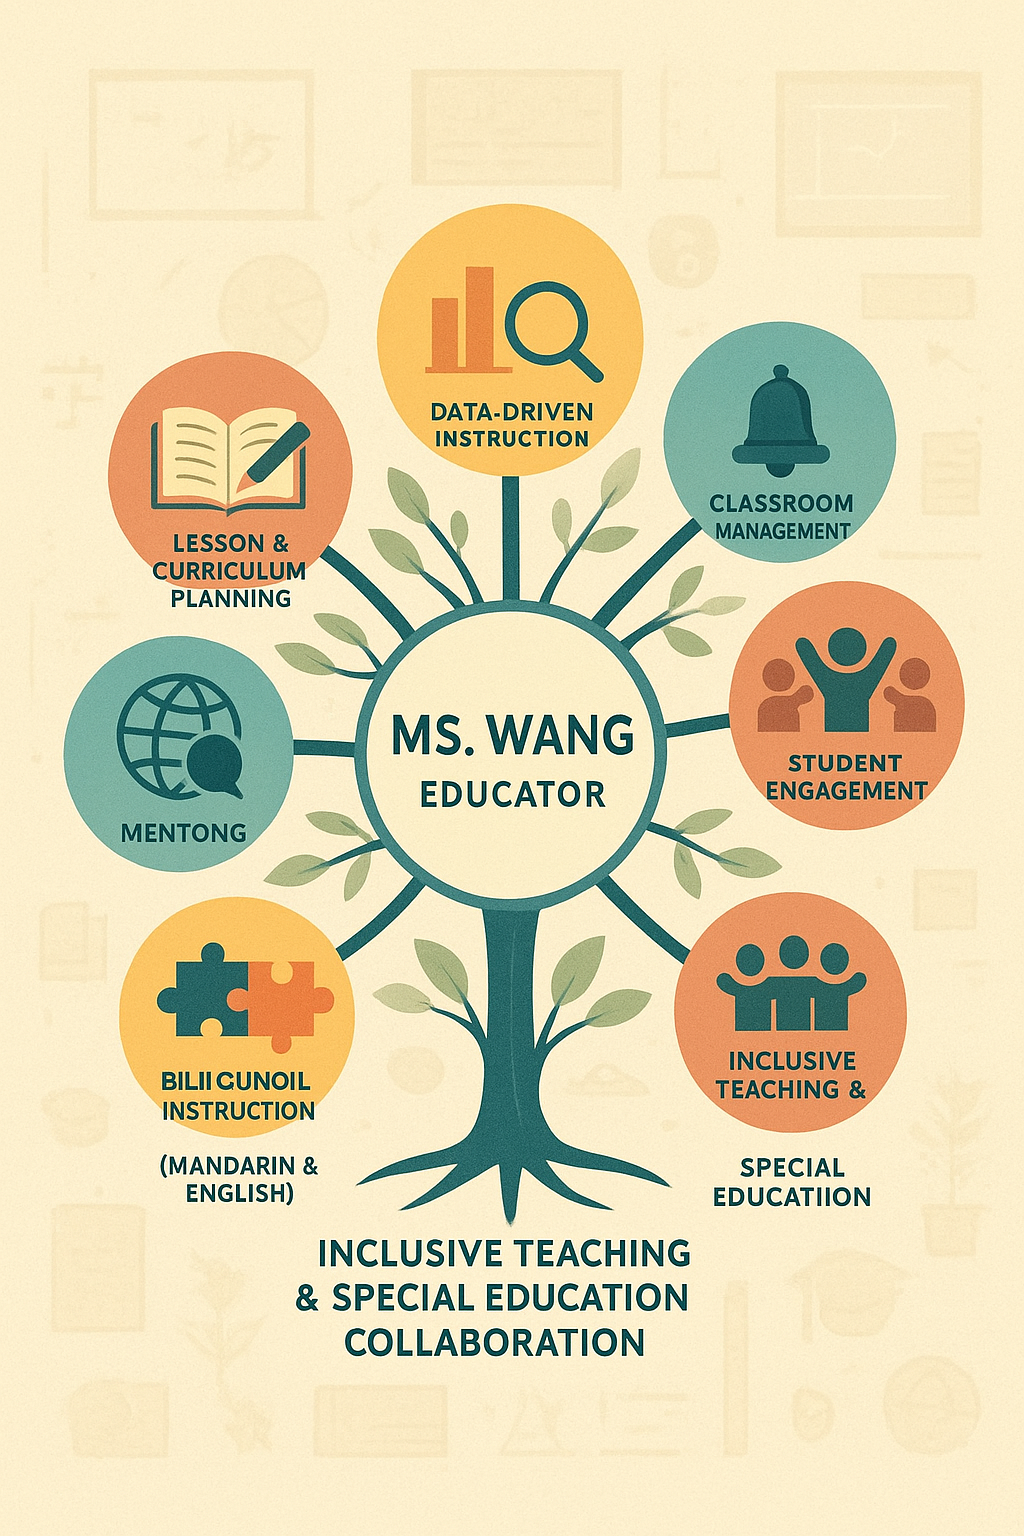 DATA-DRIVEN
INSTRUCTION
CLASSROOM
MANAGEMENT
LESSON &
CURRICULUM
PLANNING
MS. WANG
EDUCATOR
STUDENT
ENGAGEMENT
MENTONG
BILII GUNOIL
INSTRUCTION
(MANDARIN &
ENGLISH)
INCLUSIVE
TEACHING &
SPECIAL
EDUCATIION
INCLUSIVE TEACHING
& SPECIAL EDUCATION
COLLABORATION